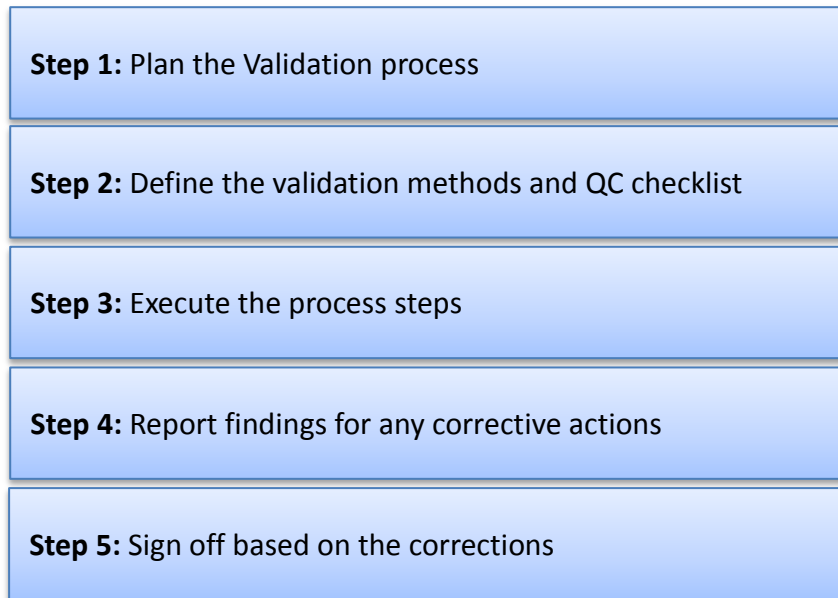 Step 1: Plan the Validation process
Step 2: Define the validation methods and QC checklist
Step 3: Execute the process steps
Step 4: Report findings for any corrective actions
Step 5: Sign off based on the corrections